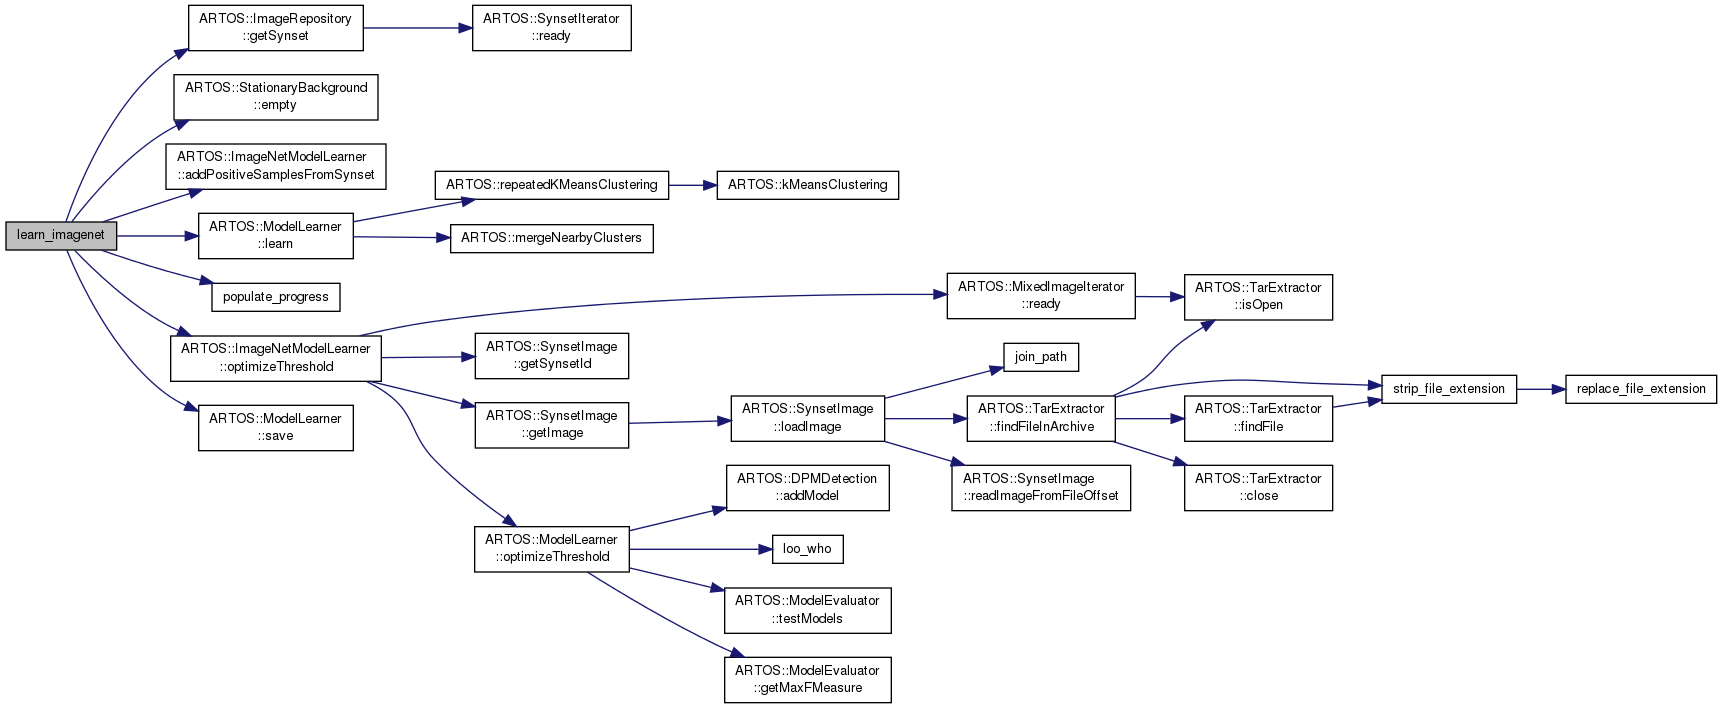 learn_imagenet
ARTOS::ImageRepository
::getSynset
ARTOS::SynsetIterator
::ready
ARTOS::StationaryBackground
::empty
ARTOS::ImageNetModelLearner
::addPositiveSamplesFromSynset
ARTOS::ModelLearner
::learn
ARTOS::repeatedKMeansClustering
ARTOS::kMeansClustering
ARTOS::mergeNearbyClusters
populate_progress
ARTOS::ImageNetModelLearner
::optimizeThreshold
ARTOS::MixedImageIterator
::ready
ARTOS::TarExtractor
::isOpen
ARTOS::SynsetImage
::getSynsetId
ARTOS::SynsetImage
::getImage
ARTOS::SynsetImage
::loadImage
join_path
ARTOS::TarExtractor
::findFileInArchive
ARTOS::TarExtractor
::findFile
strip_file_extension
replace_file_extension
ARTOS::SynsetImage
::readImageFromFileOffset
ARTOS::TarExtractor
::close
ARTOS::ModelLearner
::optimizeThreshold
ARTOS::DPMDetection
::addModel
loo_who
ARTOS::ModelEvaluator
::testModels
ARTOS::ModelEvaluator
::getMaxFMeasure
ARTOS::ModelLearner
::save